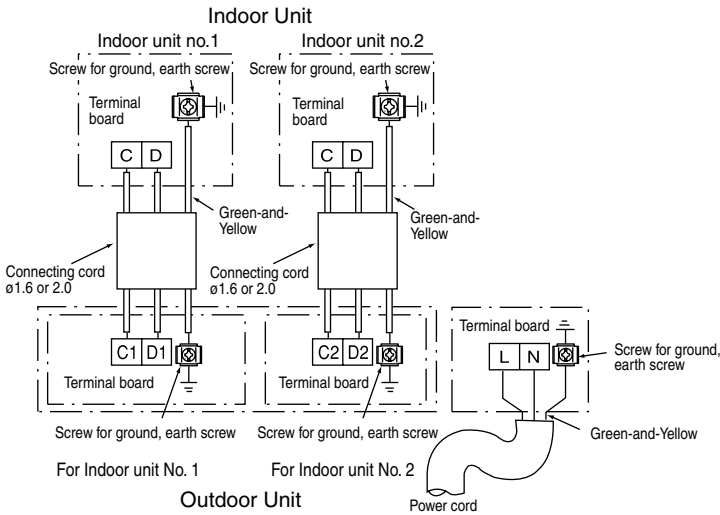 Indoor Unit
Indoor unit no.1
Indoor unit no.2
Screw for ground, earth screw
Screw for ground, earth screw
Terminal
board
Terminal
board
C D
C D
Green-and-
Yellow
Green-and-
Yellow
Connecting cord
ø1.6 or 2.0
Connecting cord
ø1.6 or 2.0
C1 D1
Terminal board
C2 D2
Terminal board
Terminal board
L N
Screw for ground,
earth screw
Screw for ground, earth screw
Screw for ground, earth screw
Green-and-Yellow
For Indoor unit No. 1
For Indoor unit No. 2
Outdoor Unit
Power cord